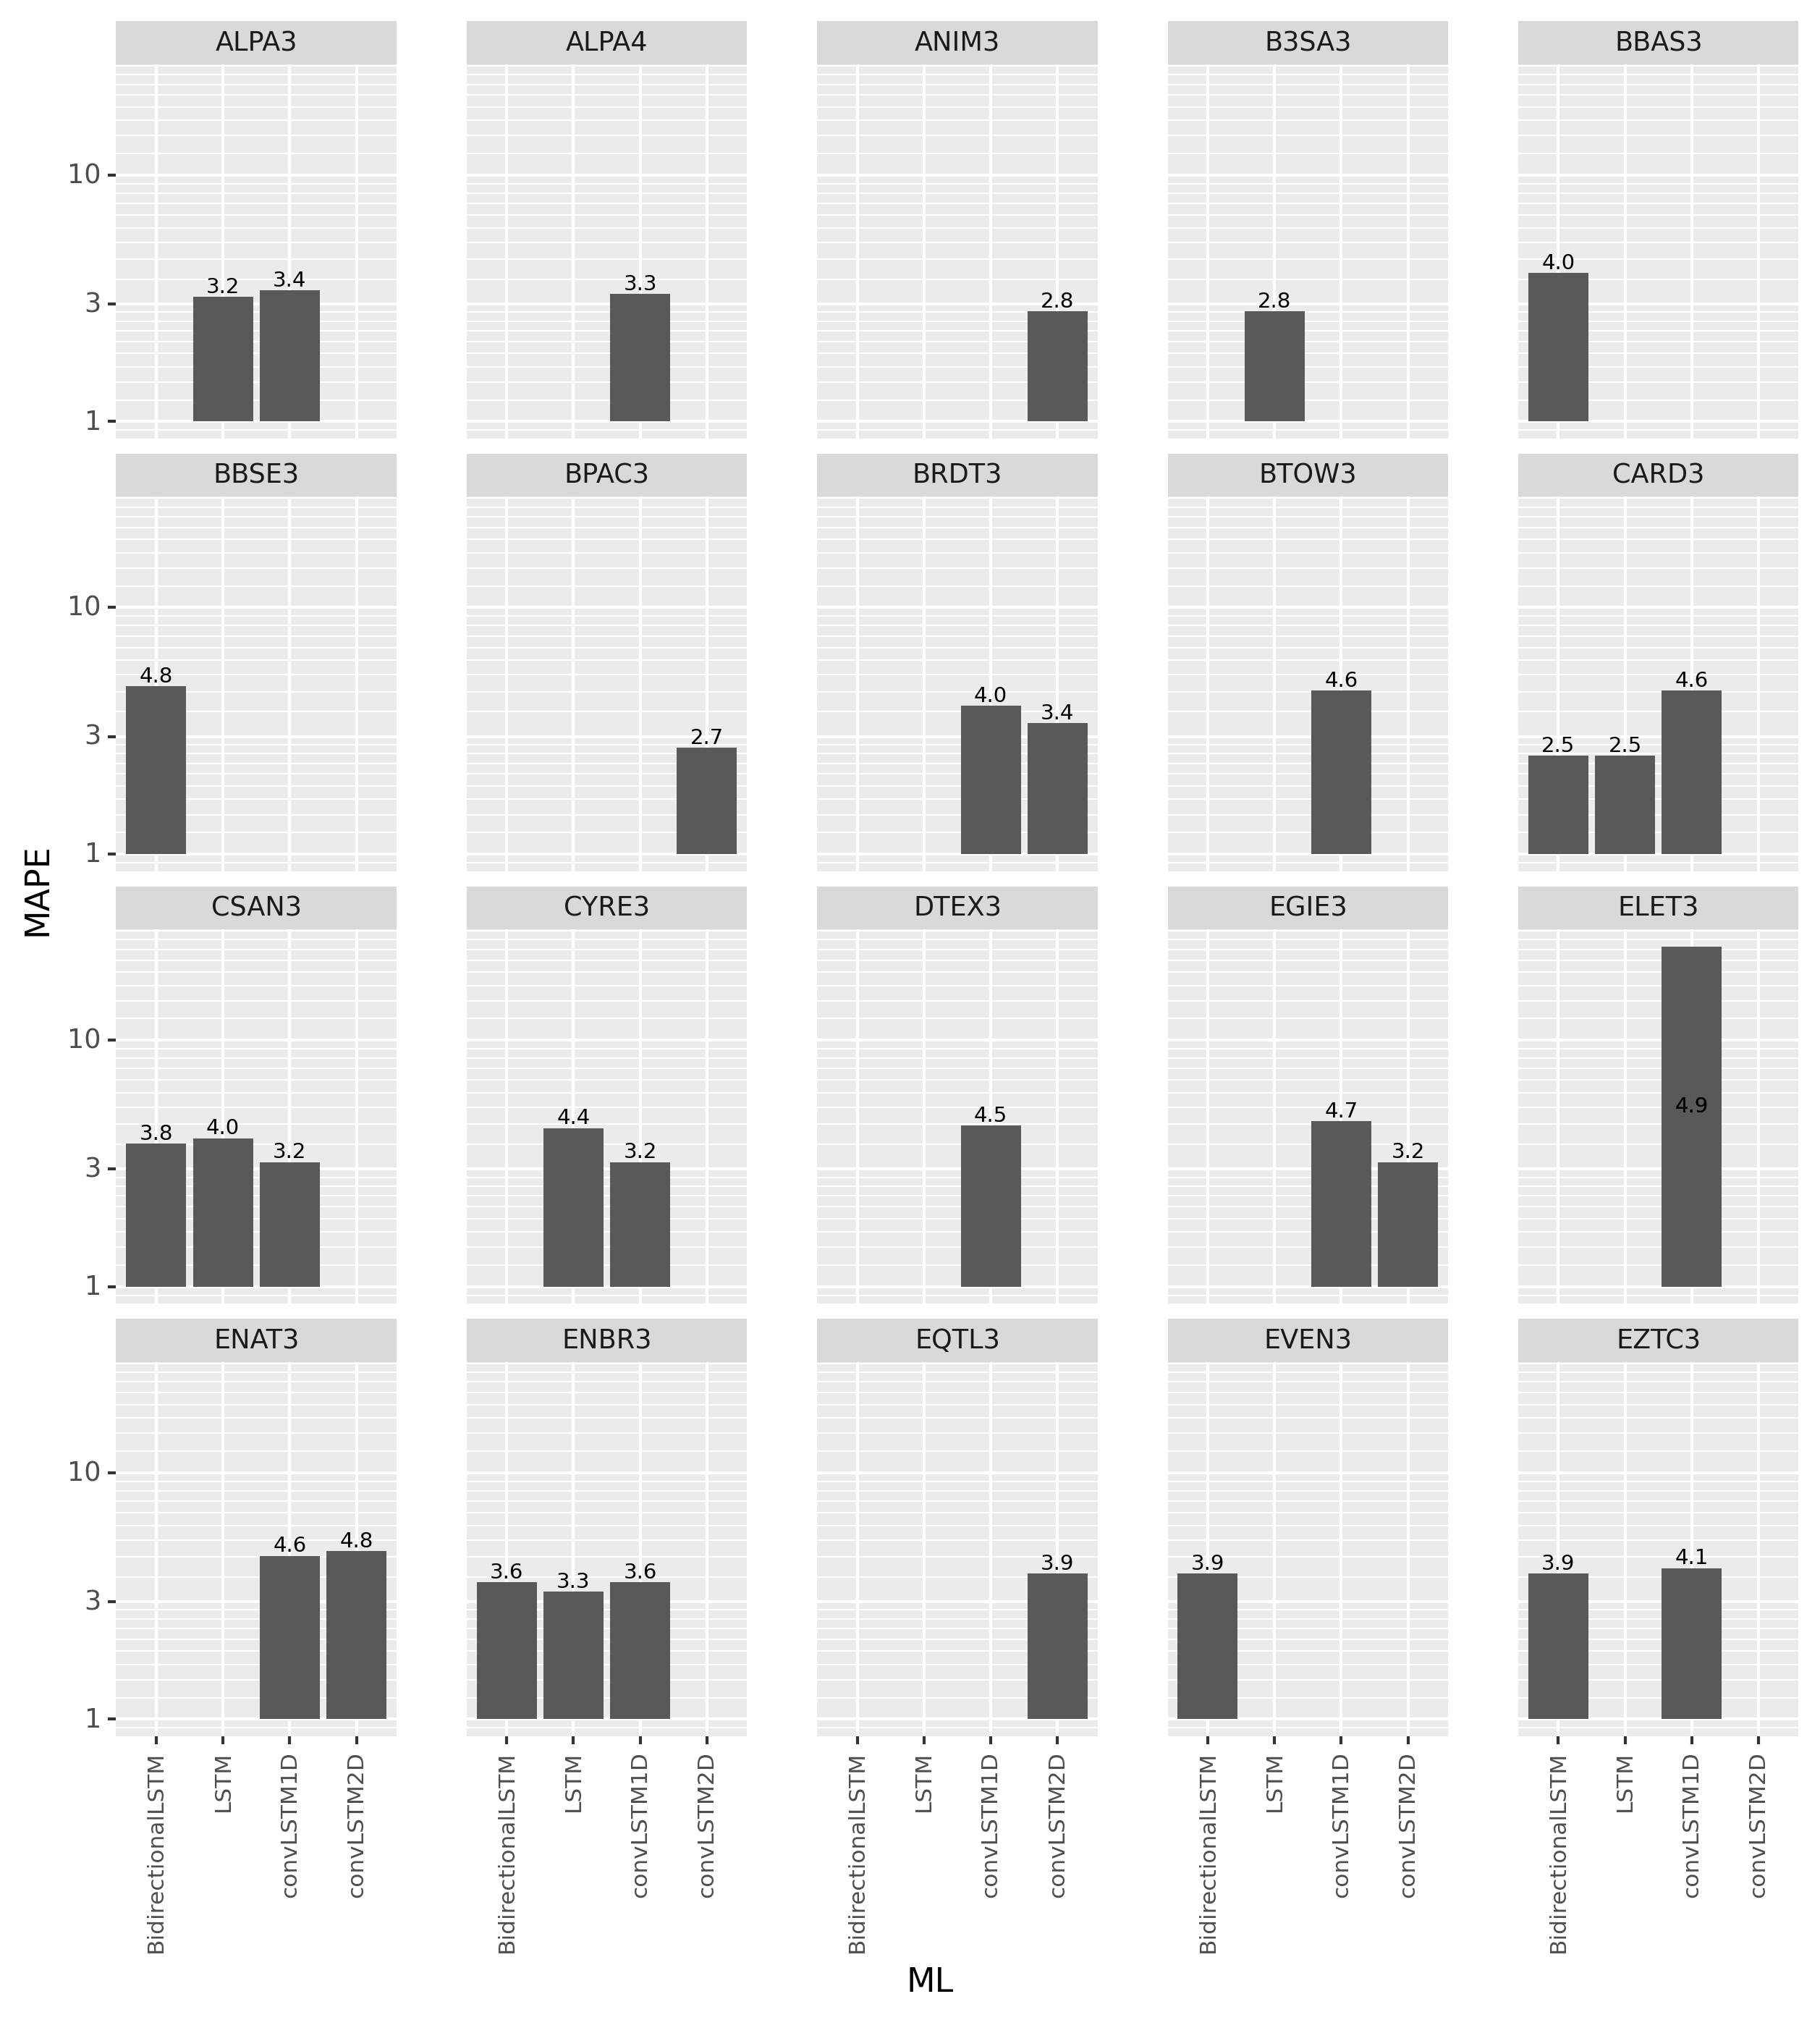 ALPA3 ALPA4 ANIM3 B3SA3 BBAS3
10
3
1
3.2 3.4 3.3 2.8 2.8 4.0
BBSE3 BPAC3 BRDT3 BTOW3 CARD3
10
3
1
4.8 2.7 4.0 3.4 4.6 2.5 2.5 4.6
MAPE
CSAN3 CYRE3 DTEX3 EGIE3 ELET3
10
3
1
3.8 4.0 3.2 4.4 3.2 4.5 4.7 3.2 4.9
ENAT3 ENBR3 EQTL3 EVEN3 EZTC3
10
3
1
4.6 4.8 3.6 3.3 3.6 3.9 3.9 3.9 4.1
BidirectionalLSTM LSTM convLSTM1D convLSTM2D BidirectionalLSTM LSTM convLSTM1D convLSTM2D BidirectionalLSTM LSTM convLSTM1D convLSTM2D BidirectionalLSTM LSTM convLSTM1D convLSTM2D BidirectionalLSTM LSTM convLSTM1D convLSTM2D
ML